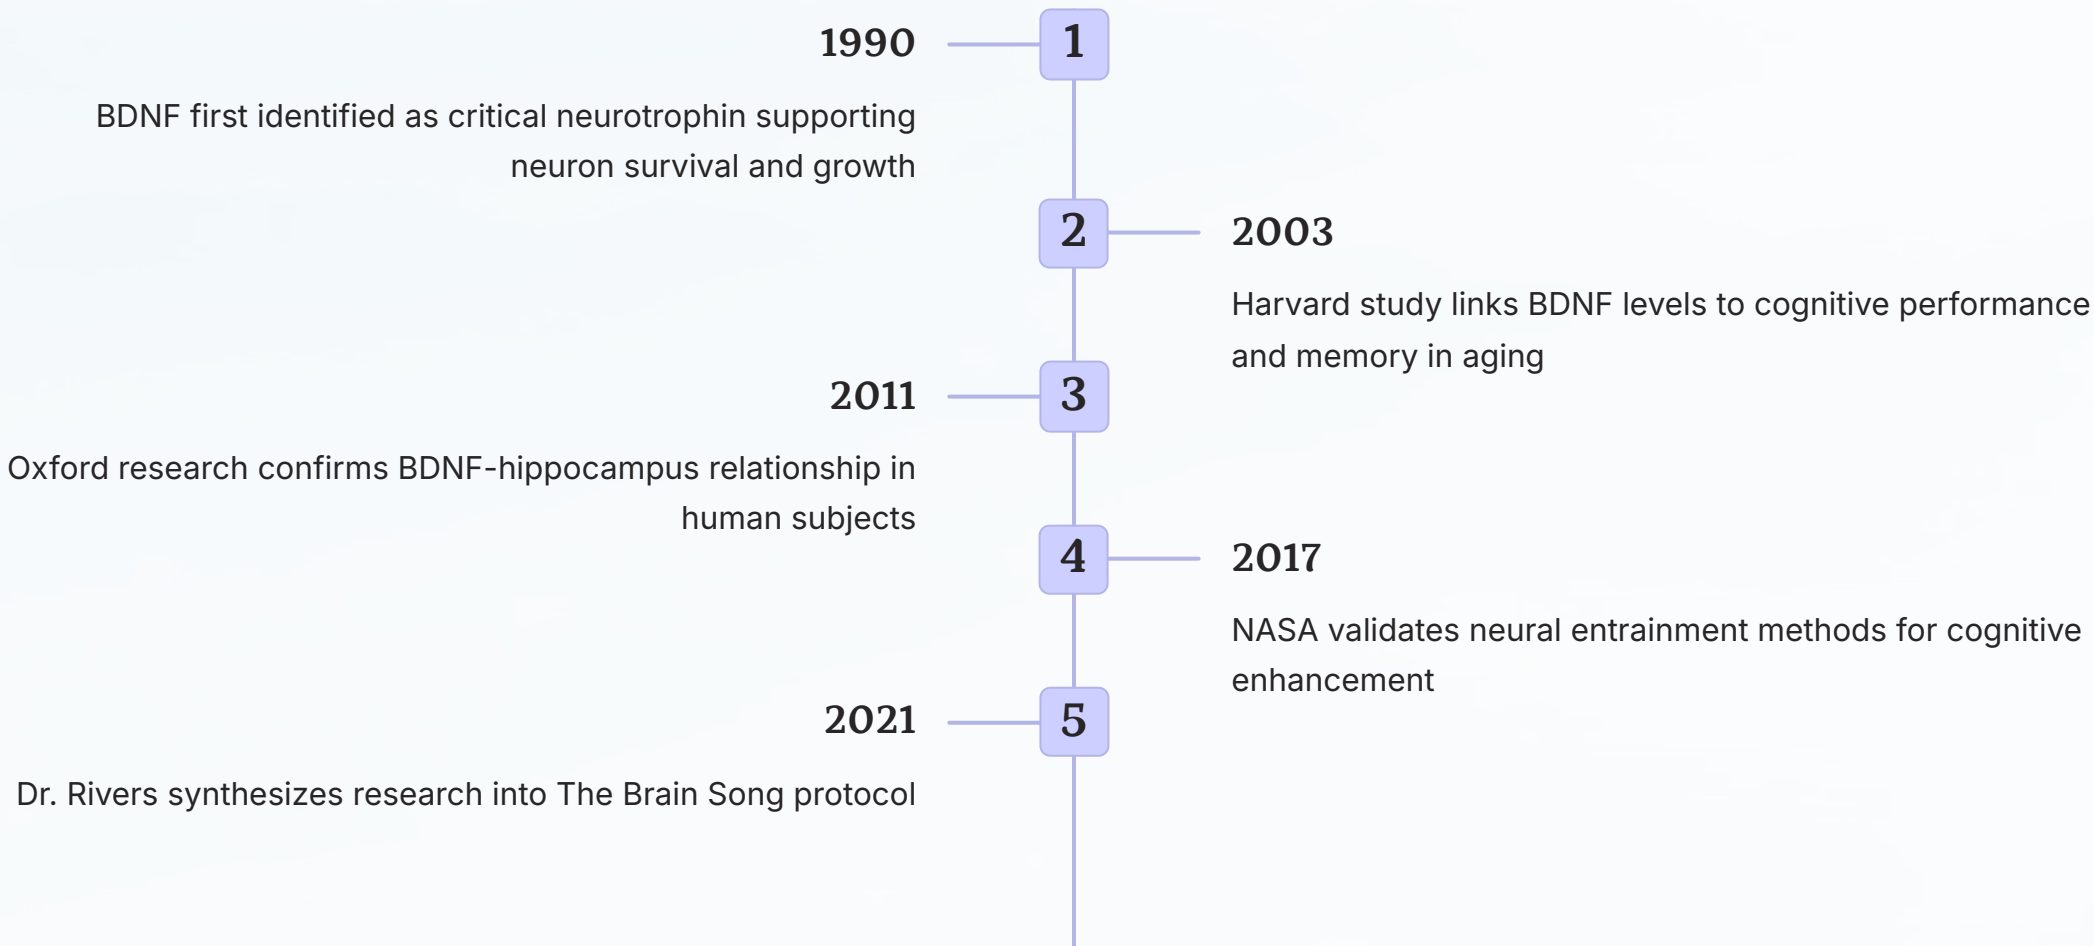 1990
1
BDNF first identified as critical neurotrophin supporting
neuron survival and growth
2
2003
Harvard study links BDNF levels to cognitive performance
and memory in aging
2011
3
Oxford research confirms BDNF-hippocampus relationship in
human subjects
4
2017
NASA validates neural entrainment methods for cognitive
enhancement
2021
5
Dr. Rivers synthesizes research into The Brain Song protocol